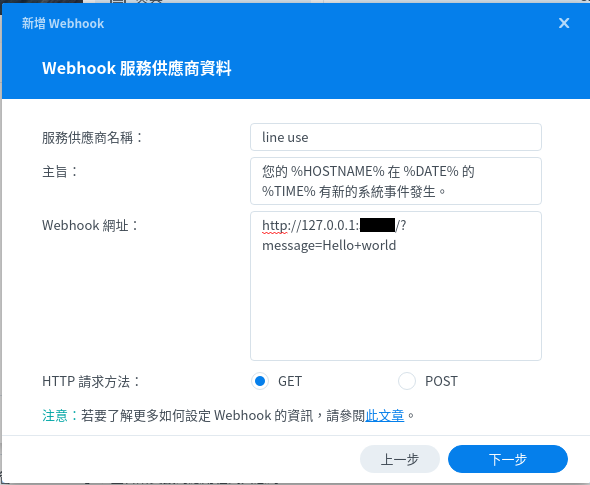 新增 Webhook
Webhook 服務供應商資料
服務供應商名稱：
line use
主旨：
您的 %HOSTNAME% 在 %DATE% 的
%TIME% 有新的系統事件發生。
Webhook 網址：
http://127.0.0.1: /?
message=Hello+world
HTTP 請求方法：
GET
POST
注意：若要了解更多如何設定 Webhook 的資訊，請參閱此文章。
上一步
下一步